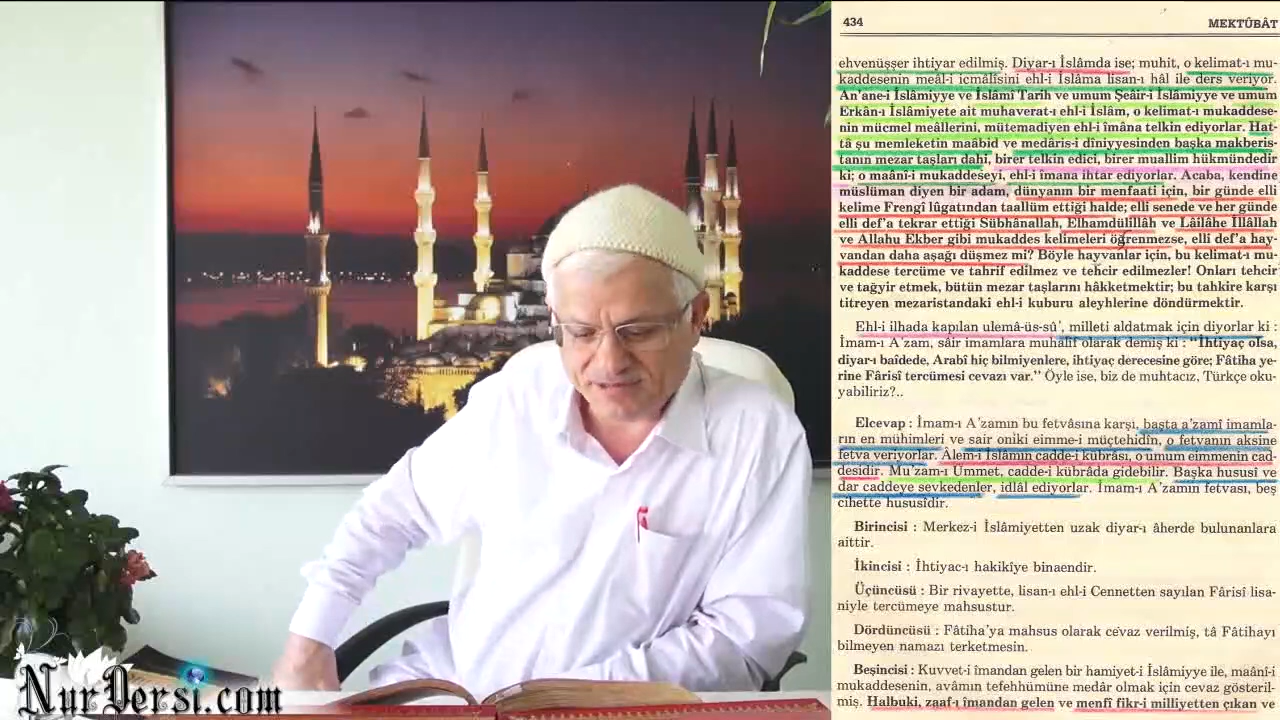 434 MEKTÛBÂT
ehvenüşşer ihtiyar edilmiş. Diyar-ı İslâmda ise; muhit, o kelimat-ı mu-
kaddesenin meâl-i icmâlîsini ehl-i İslâma lisan-ı hâl ile ders veriyor.
An'ane-i İslâmiyye ve İslâmî Tarih ve umum Şeâir-i İslâmiyye ve umum
Erkân-ı İslâmiyete ait muhaverat-ı ehl-i İslâm, o kelimat-ı mukaddese-
nin mücmel meâllerini, mütemadiyen ehl-i îmâna telkin ediyorlar. Hat-
tâ şu memleketin maâbid ve medâris-i dîniyyesinden başka makberis-
tanın mezar taşları dahi, birer telkin edici, birer muallim hükmündedir
ki; o maânî-i mukaddeseyi, ehl-i îmana ihtar ediyorlar. Acaba, kendine
müslüman diyen bir adam, dünyanın bir menfaati için, bir günde elli
kelime Frengî lûgatından taallüm ettiği halde; elli senede ve her günde
elli def'a tekrar ettiği Sübhânallah, Elhamdülillâh ve Lâilâhe İllâllah
ve Allahu Ekber gibi mukaddes kelimeleri öğrenmezse, elli def'a hay-
vandan daha aşağı düşmez mi? Böyle hayvanlar için, bu kelimat-ı mu-
kaddese tercüme ve tahrif edilmez ve tehcir edilmezler! Onları tehcir
ve tağyir etmek, bütün mezar taşlarını hâkketmektir; bu tahkire karşı
titreyen mezaristandaki ehl-i kuburu aleyhlerine döndürmektir.
Ehl-i ilhada kapılan ulemâ-üs-sû', milleti aldatmak için diyorlar ki :
İmam-ı A'zam, sâir imamlara muhalif olarak demiş ki : "İhtiyaç olsa,
diyar-ı baîdede, Arabî hiç bilmiyenlere, ihtiyaç derecesine göre; Fâtiha ye-
rine Fârisî tercümesi cevazı var." Öyle ise, biz de muhtacız, Türkçe oku-
yabiliriz?..
Elcevap : İmam-ı A'zamın bu fetvâsına karşı, başta a'zamî imamla-
rın en mühimleri ve sair oniki eimme-i müçtehidîn, o fetvanın aksine
fetva veriyorlar. Âlem-i İslâmın cadde-i kübrâsı, o umum eimmenin cad-
desidir. Mu'zam-ı Ümmet, cadde-i kübrâda gidebilir. Başka hususi ve
dar caddeye sevkedenler, idlâl ediyorlar. İmam-ı A'zamın fetvası, beş
cihette hususîdir.
Birincisi : Merkez-i İslâmiyetten uzak diyar-ı âherde bulunanlara
aittir.
İkincisi : İhtiyac-ı hakikîye binaendir.
Üçüncüsü : Bir rivayette, lisan-ı ehl-i Cennetten sayılan Fârisî lisa-
niyle tercümeye mahsustur.
Dördüncüsü : Fâtiha'ya mahsus olarak cevaz verilmiş, tâ Fâtihayı
bilmeyen namazı terketmesin.
Beşincisi : Kuvvet-i îmandan gelen bir hamiyet-i İslâmiyye ile, maânî-i
mukaddesenin, avâmın tefehhümüne medâr olmak için cevaz gösteril-
miş. Halbuki, zaaf-ı îmandan gelen ve menfî fikr-i milliyetten çıkan ve
NurDersi.com